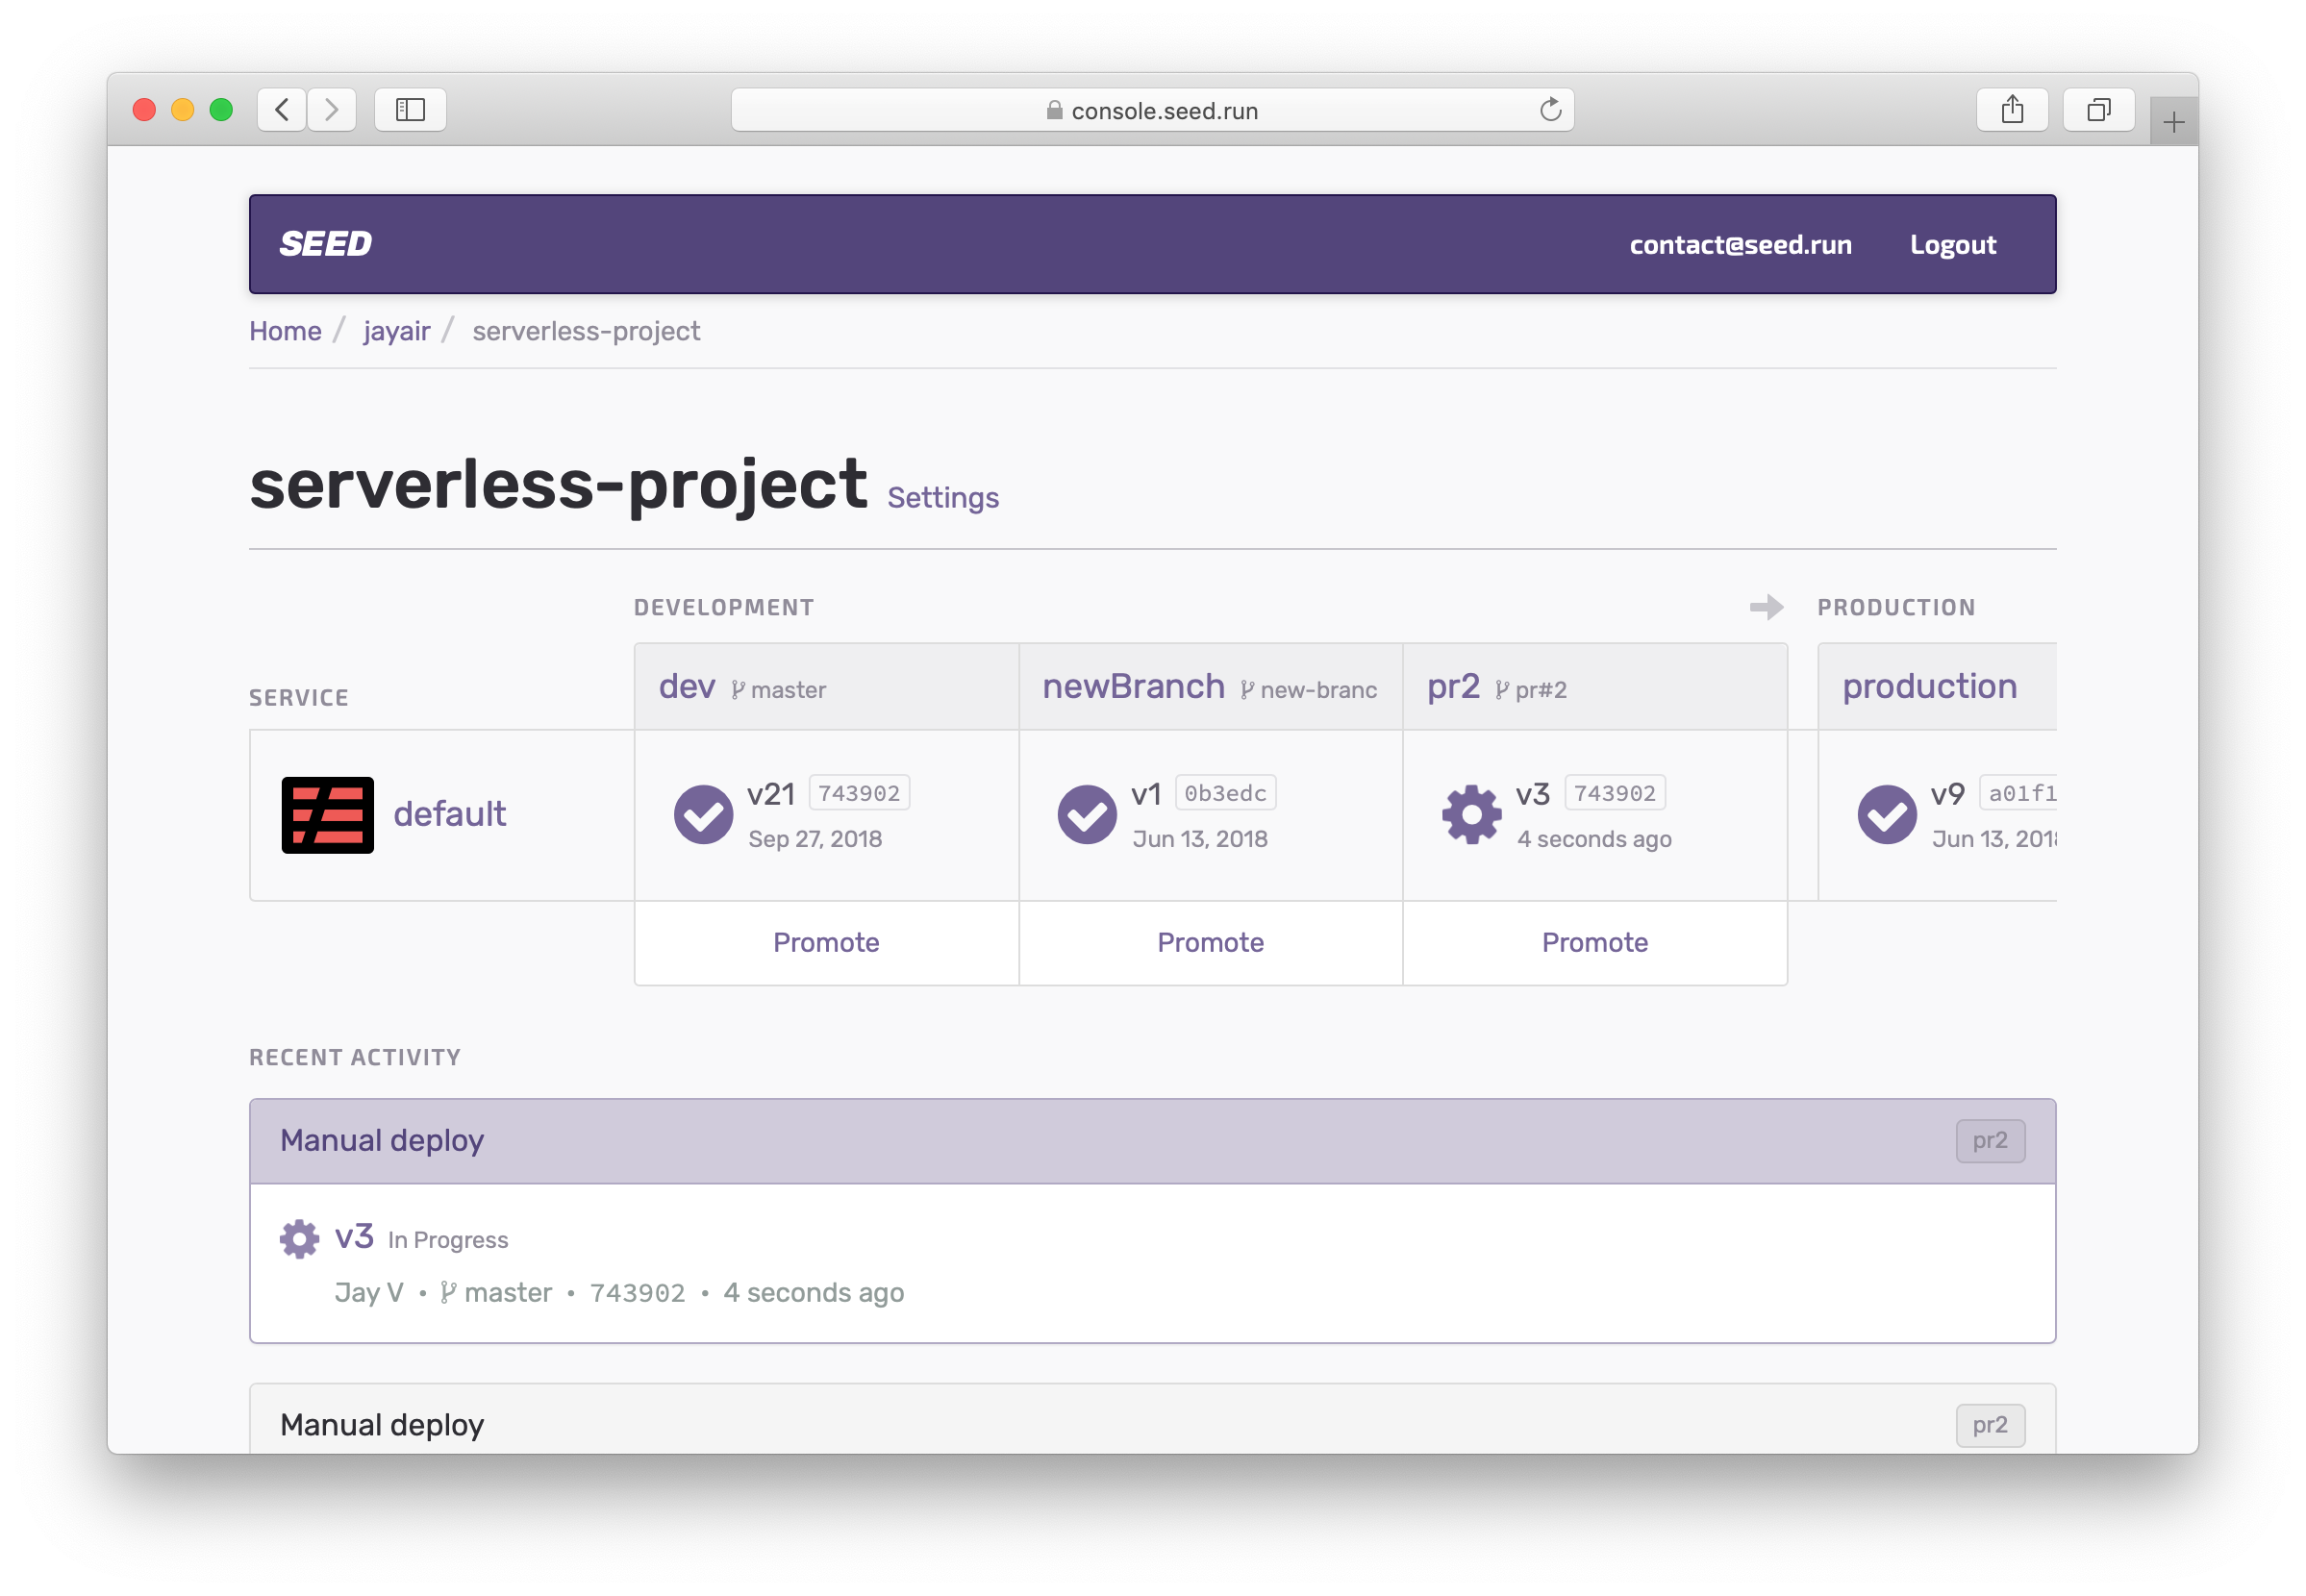 console.seed.run
SEED contact@seed.run Logout
Home / jayair / serverless-project
serverless-project Settings
DEVELOPMENT PRODUCTION
SERVICE dev master newBranch new-branc pr2 pr#2 production
default v21 743902 v1 0b3edc v3 743902 v9 a01f1
Sep 27, 2018 Jun 13, 2018 4 seconds ago Jun 13, 201
Promote Promote Promote
RECENT ACTIVITY
Manual deploy pr2
v3 In Progress
Jay V • master • 743902 • 4 seconds ago
Manual deploy pr2